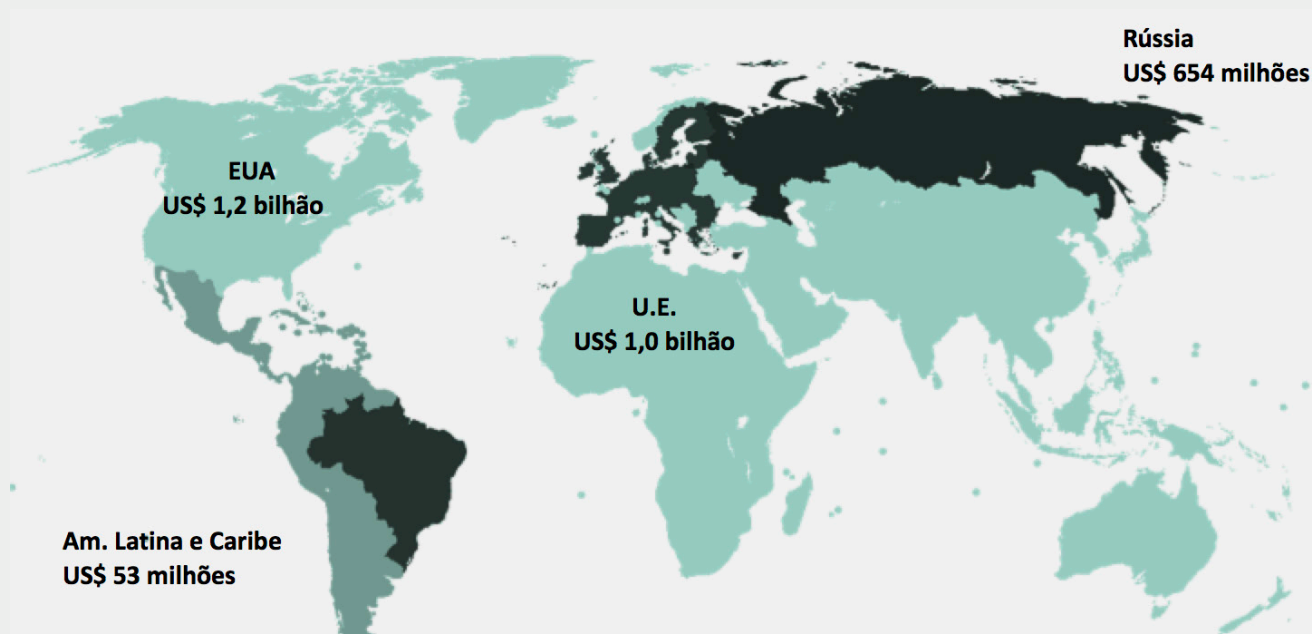 Rússia
US$ 654 milhões
EUA
US$ 1,2 bilhão
U.E.
US$ 1,0 bilhão
Am. Latina e Caribe
US$ 53 milhões